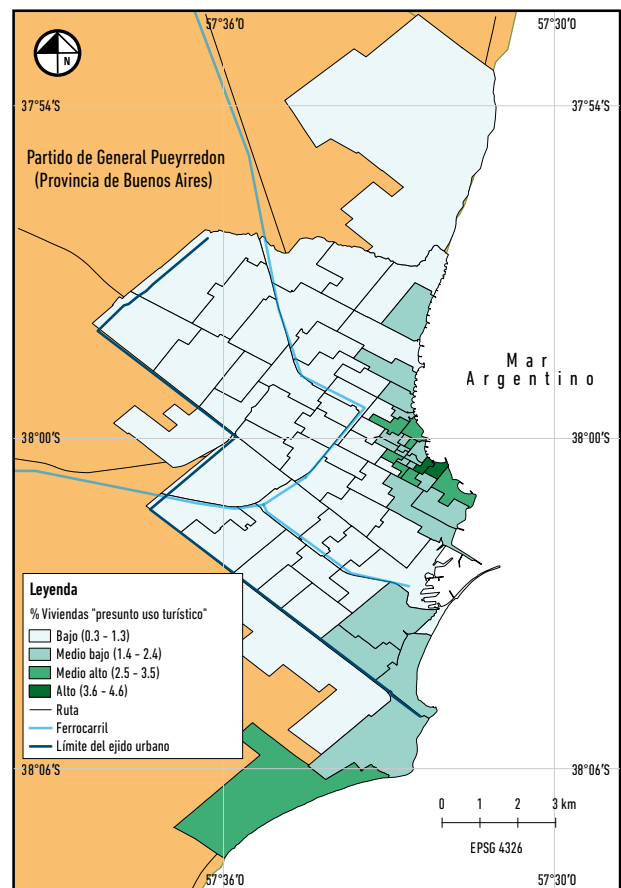 57°36'S
57°30'S
N
37°54'S
37°54'S
Partido de General Pueyrredon
(Provincia de Buenos Aires)
Mar
Argentino
38°00'S
38°00'S
Leyenda
% Viviendas "presunto uso turístico"
Bajo (0.3 - 1.3)
Medio bajo (1.4 - 2.4)
Medio alto (2.5 - 3.5)
Alto (3.6 - 4.6)
Ruta
Ferrocarril
Límite del ejido urbano
38°06'S
38°06'S
0 1 2 3 km
EPSG 4326
57°36'S
57°30'S